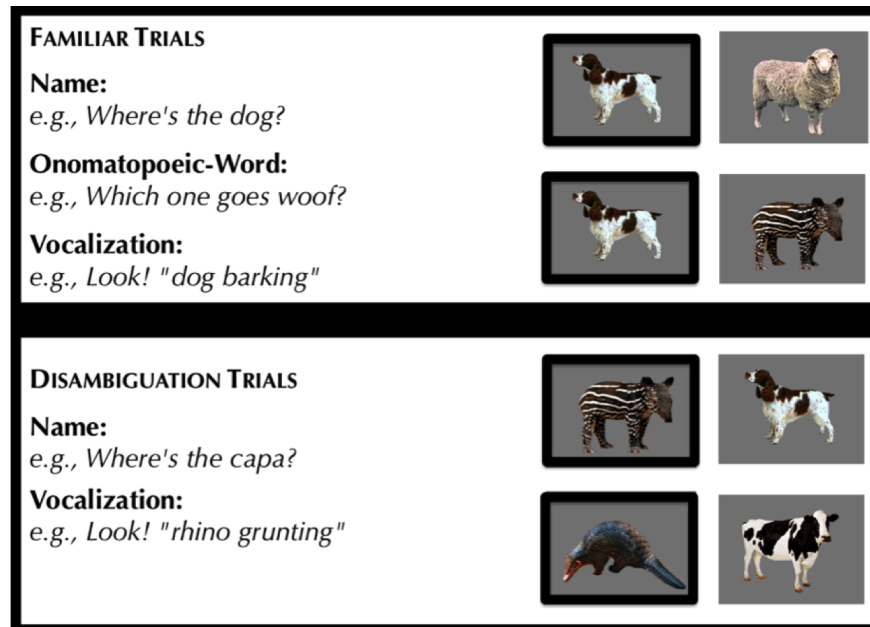 FAMILIAR TRIALS
Name:
e.g., Where's the dog?
Onomatopoeic-Word:
e.g., Which one goes woof?
Vocalization:
e.g., Look! "dog barking"
DISAMBIGUATION TRIALS
Name:
e.g., Where's the capa?
Vocalization:
e.g., Look! "rhino grunting"